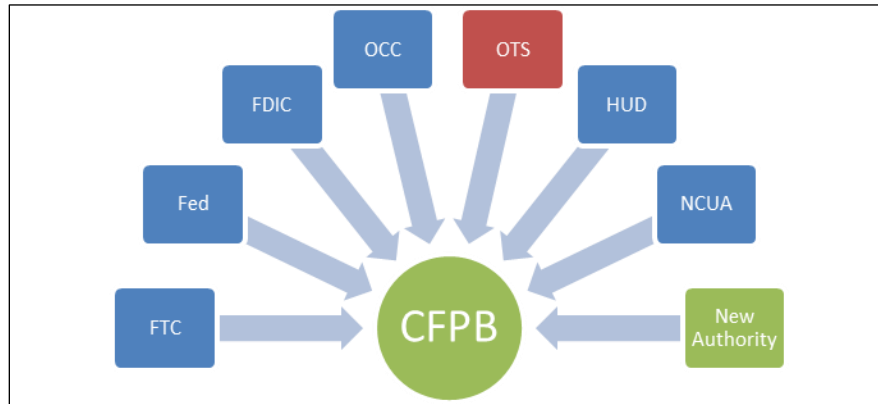 OCC
OTS
FDIC
HUD
Fed
NCUA
FTC
CFPB
New
Authority